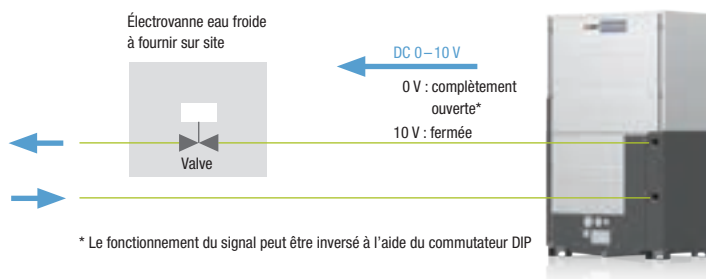 Électrovanne eau froide
à fournir sur site
DC 0–10 V
0 V : complètement
ouverte*
10 V : fermée
Valve
* Le fonctionnement du signal peut être inversé à l'aide du commutateur DIP